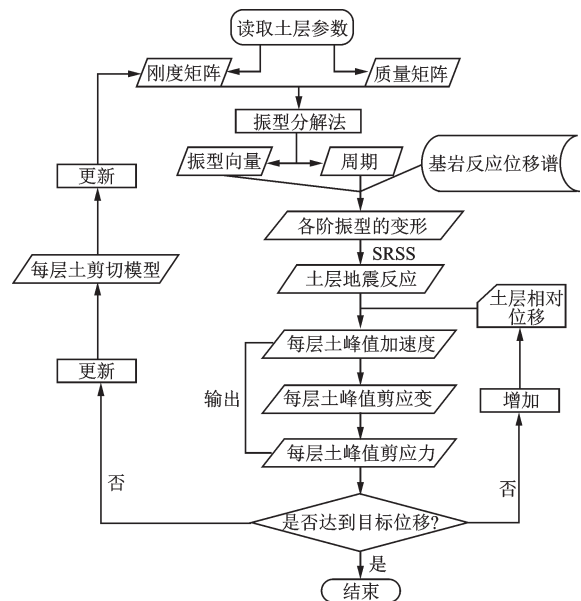 读取土层参数
刚度矩阵
质量矩阵
振型分解法
振型向量
周期
基岩反应位移谱
更新
各阶振型的变形
SRSS
每层土剪切模型
土层地震反应
土层相对
位移
每层土峰值加速度
更新
输出
每层土峰值剪应变
增加
每层土峰值剪应力
否
否
是否达到目标位移?
是
结束